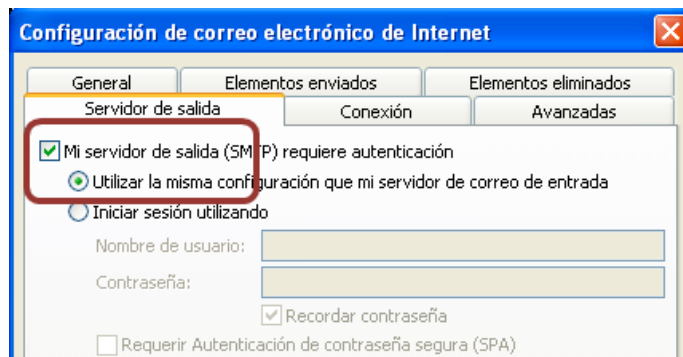 Configuración de correo electrónico de Internet
General Elementos enviados Elementos eliminados
Servidor de salida Conexión Avanzadas
Mi servidor de salida (SMTP) requiere autenticación
Utilizar la misma configuración que mi servidor de correo de entrada
Iniciar sesión utilizando
Nombre de usuario:
Contraseña:
Recordar contraseña
Requerir Autenticación de contraseña segura (SPA)